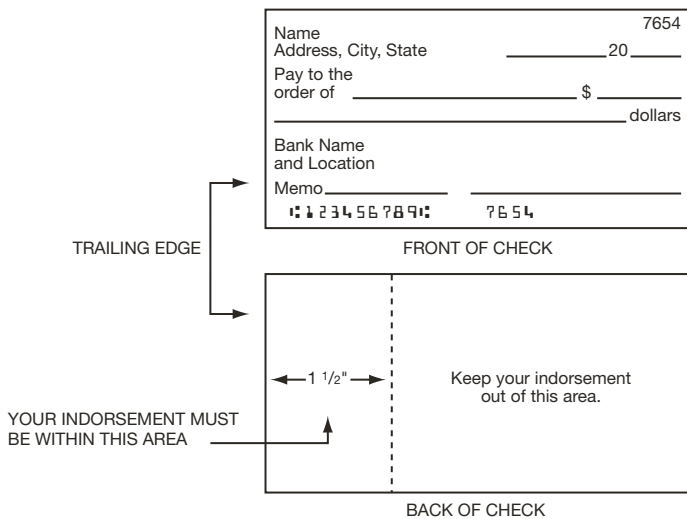 7654
Name
Address, City, State 20
Pay to the
order of $
dollars
Bank Name
and Location
Memo
⑆123456789⑆ 7654
TRAILING EDGE
FRONT OF CHECK
1 1/2"
Keep your indorsement
out of this area.
YOUR INDORSEMENT MUST
BE WITHIN THIS AREA
BACK OF CHECK